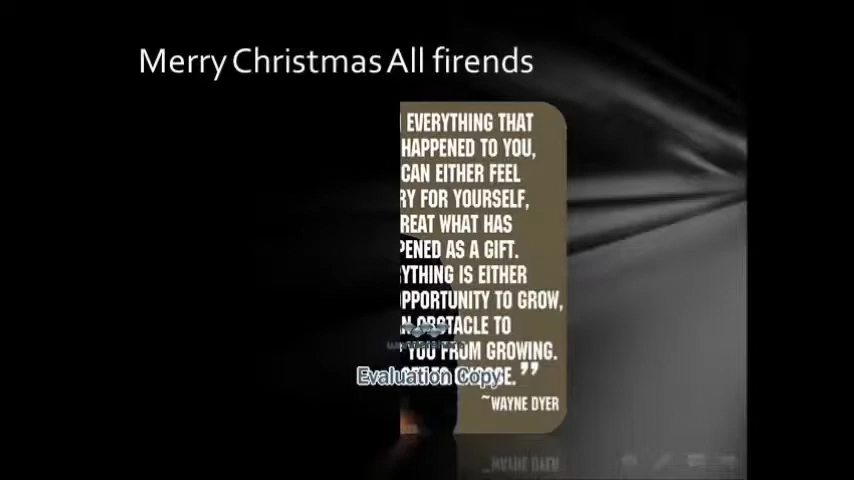 Merry Christmas All firends
EVERYTHING THAT
HAPPENED TO YOU,
CAN EITHER FEEL
RY FOR YOURSELF,
REAT WHAT HAS
PENED AS A GIFT.
YTHING IS EITHER
PPORTUNITY TO GROW,
N OBSTACLE TO
YOU FROM GROWING.
Evaluation Copy
SE.”
~WAYNE DYER